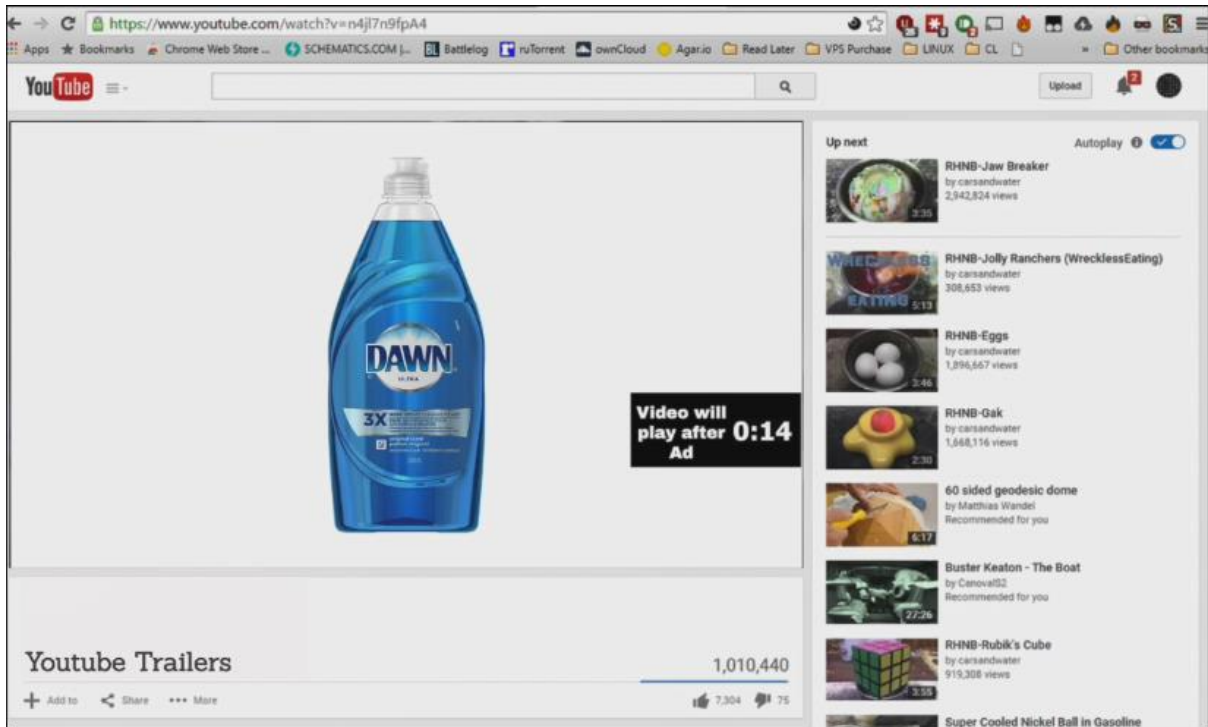 https://www.youtube.com/watch?v=n4jl7n9fpA4
Apps Bookmarks Chrome Web Store ... SCHEMATICS.COM |... BL Battlelog ruTorrent ownCloud Agar.io Read Later VPS Purchase LINUX CL » Other bookmarks
YouTube
Upload
2
DAWN
ULTRA
3X
Video will
play after
Ad
0:14
Up next
Autoplay
RHNB-Jaw Breaker
by carsandwater
2,942,824 views
3:35
RHNB-Jolly Ranchers (WrecklessEating)
by carsandwater
308,653 views
WRECKLESS
EATING
5:13
RHNB-Eggs
by carsandwater
1,896,667 views
3:46
RHNB-Gak
by carsandwater
1,668,116 views
2:30
60 sided geodesic dome
by Matthias Wandel
Recommended for you
6:17
Buster Keaton - The Boat
by CanovalS2
Recommended for you
27:26
RHNB-Rubik's Cube
by carsandwater
919,308 views
3:55
Super Cooled Nickel Ball in Gasoline
Youtube Trailers
1,010,440
Add to Share More
7,304 75